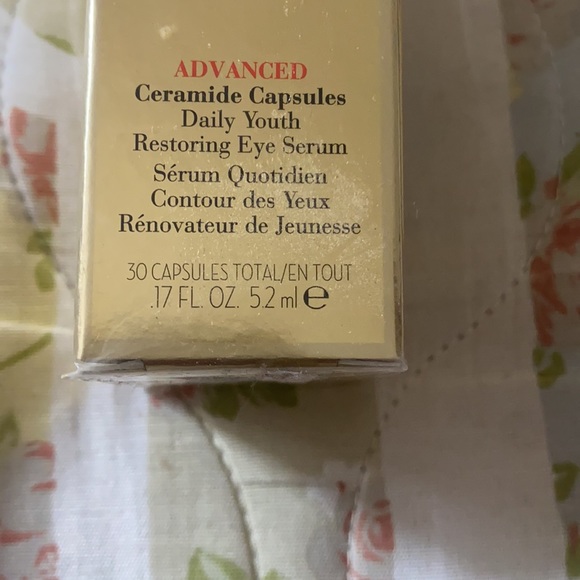 ADVANCED
Ceramide Capsules
Daily Youth
Restoring Eye Serum
Sérum Quotidien
Contour des Yeux
Rénovateur de Jeunesse
30 CAPSULES TOTAL/EN TOUT
.17 FL. OZ. 5.2 ml ℮